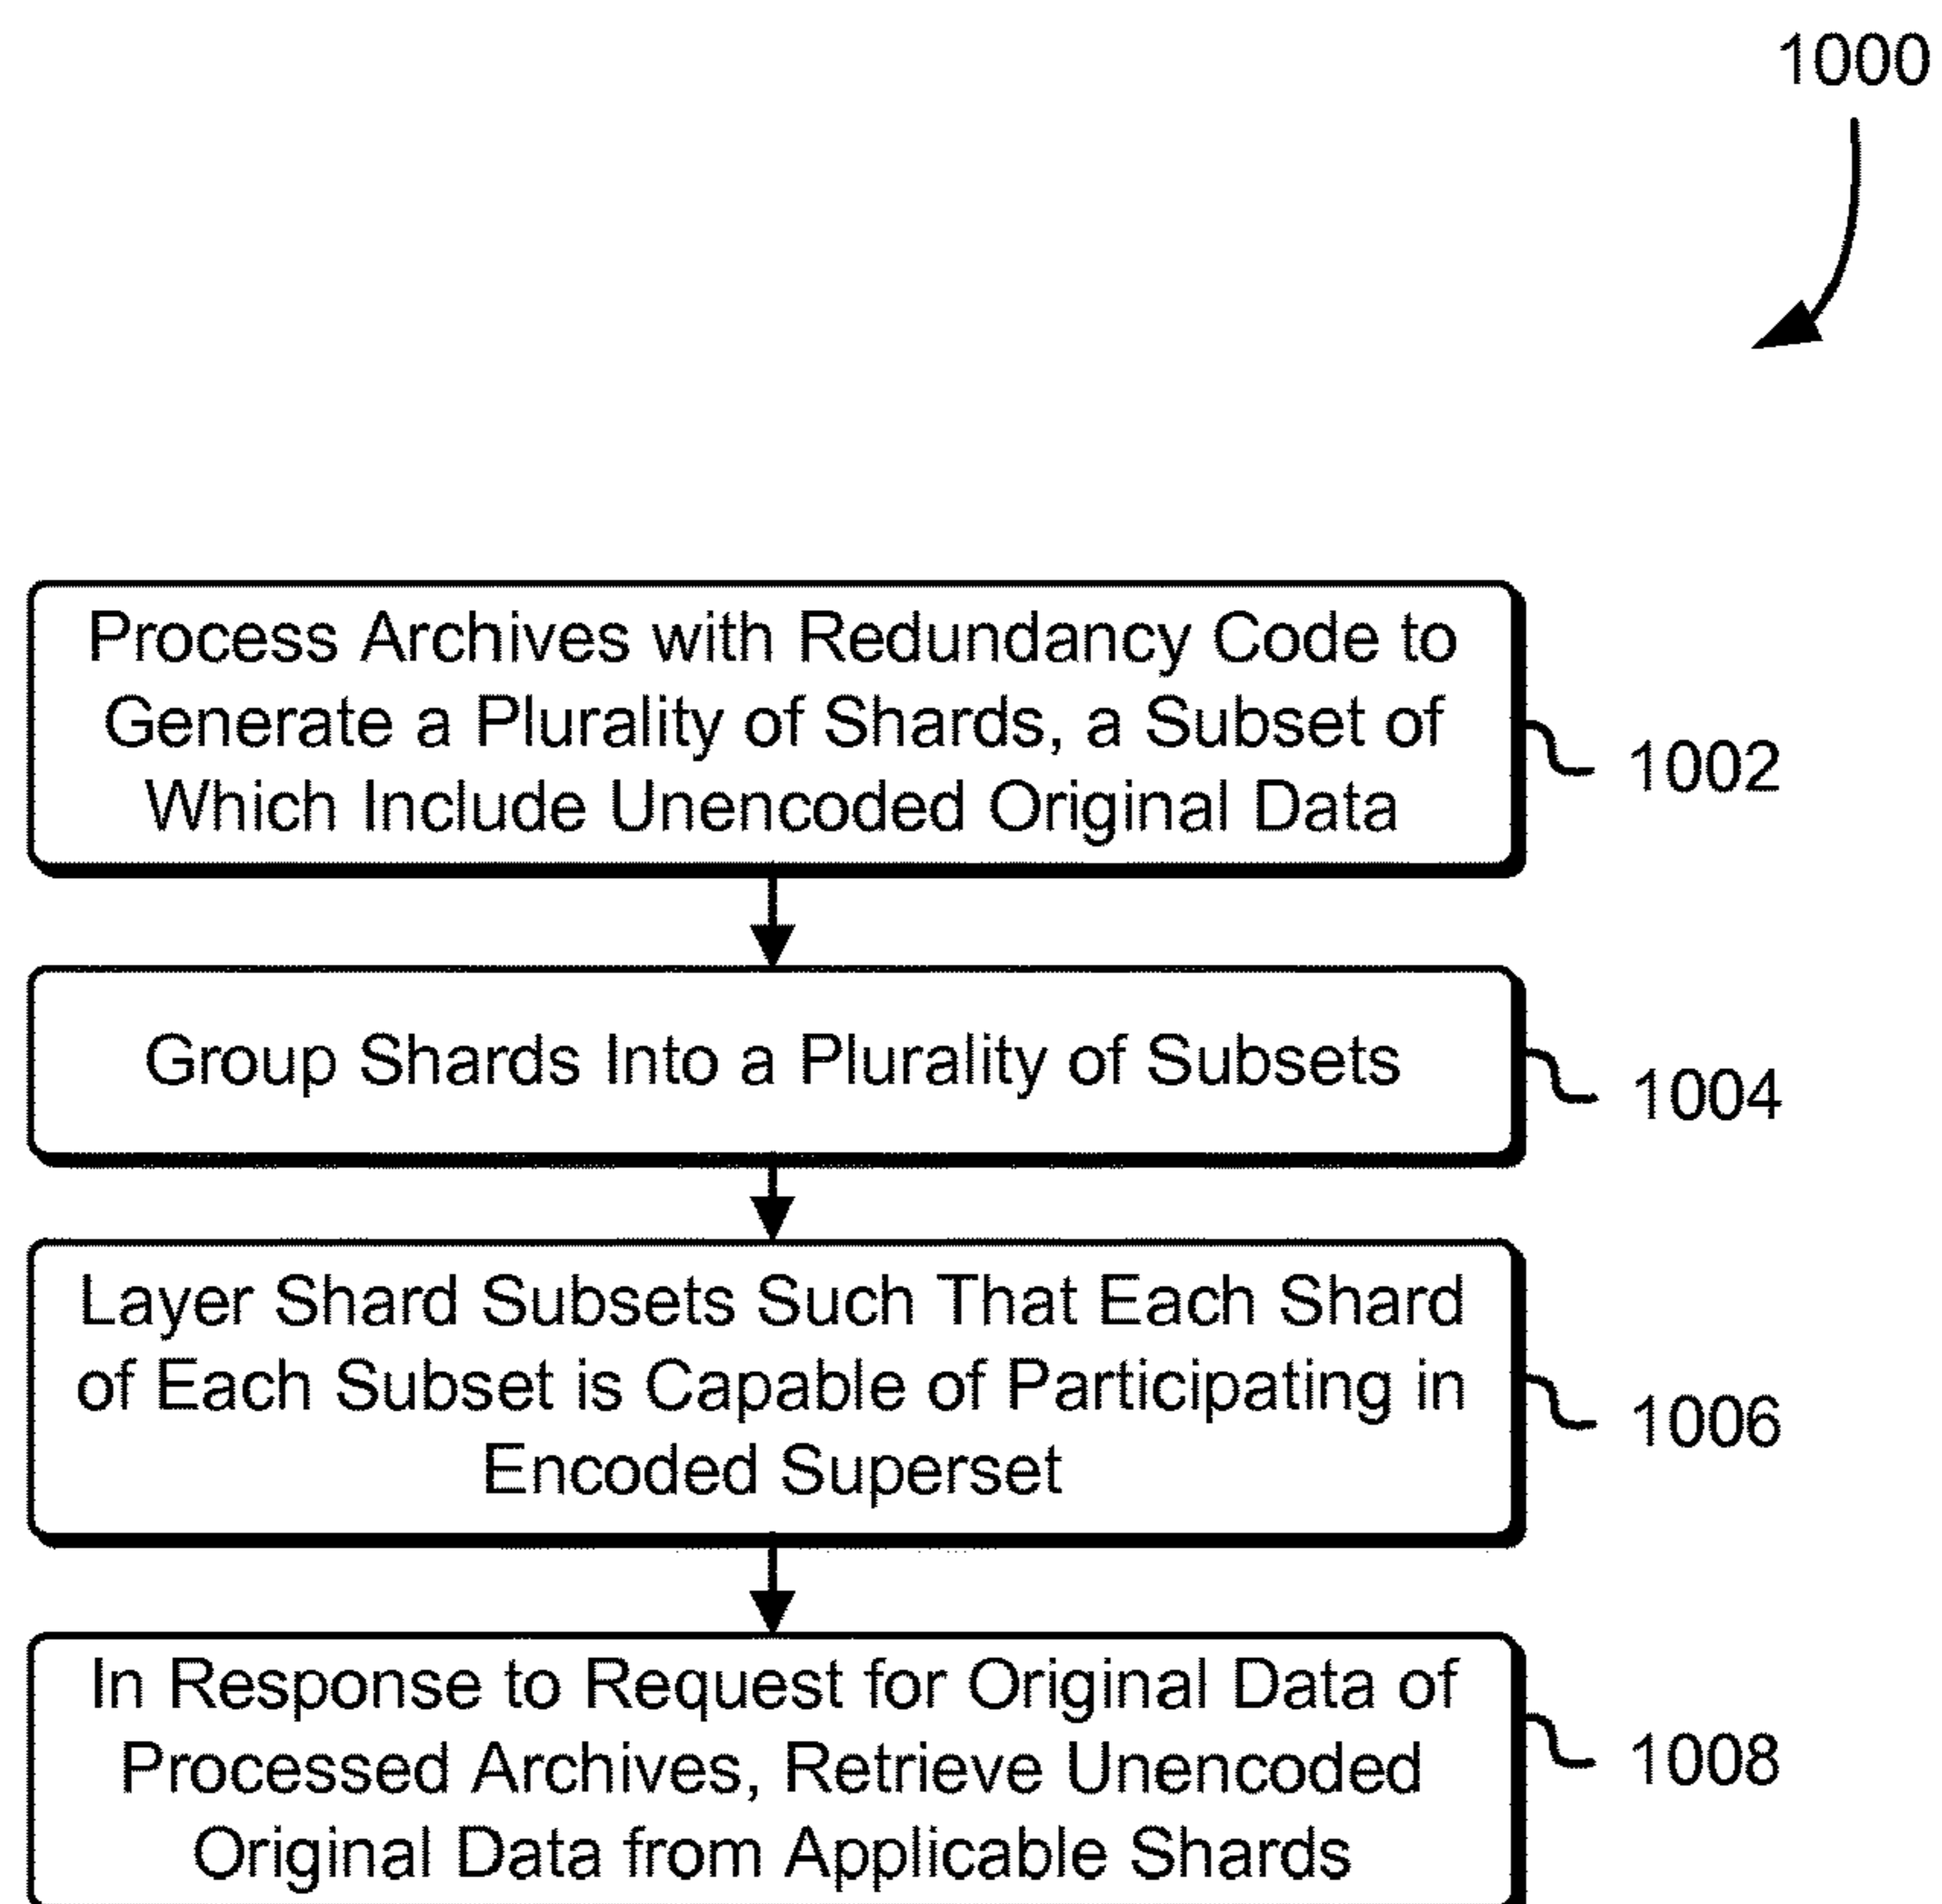 1000
Process Archives with Redundancy Code to
Generate a Plurality of Shards, a Subset of
Which Include Unencoded Original Data
1002
Group Shards Into a Plurality of Subsets
1004
Layer Shard Subsets Such That Each Shard
of Each Subset is Capable of Participating in
Encoded Superset
1006
In Response to Request for Original Data of
Processed Archives, Retrieve Unencoded
Original Data from Applicable Shards
1008